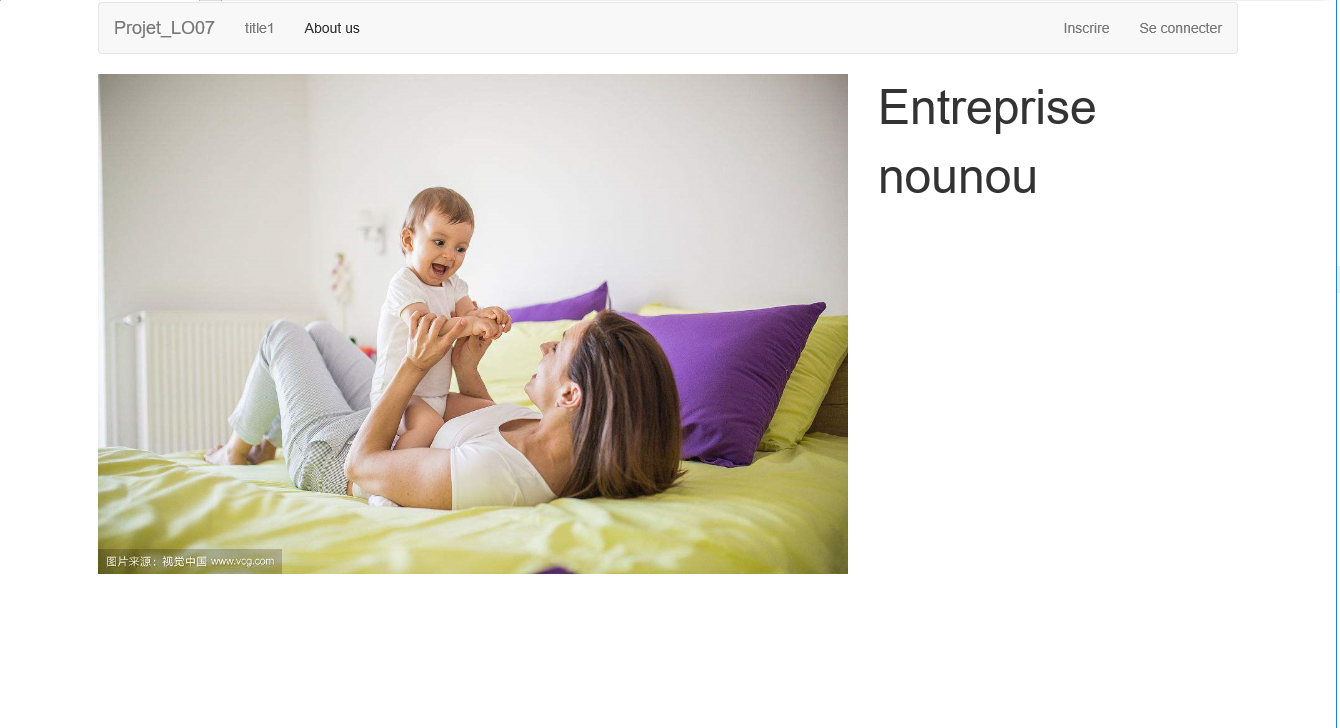 Projet_LO07 title1 About us Inscrire Se connecter
Entreprise
nounou
图片来源：视觉中国 www.vcg.com